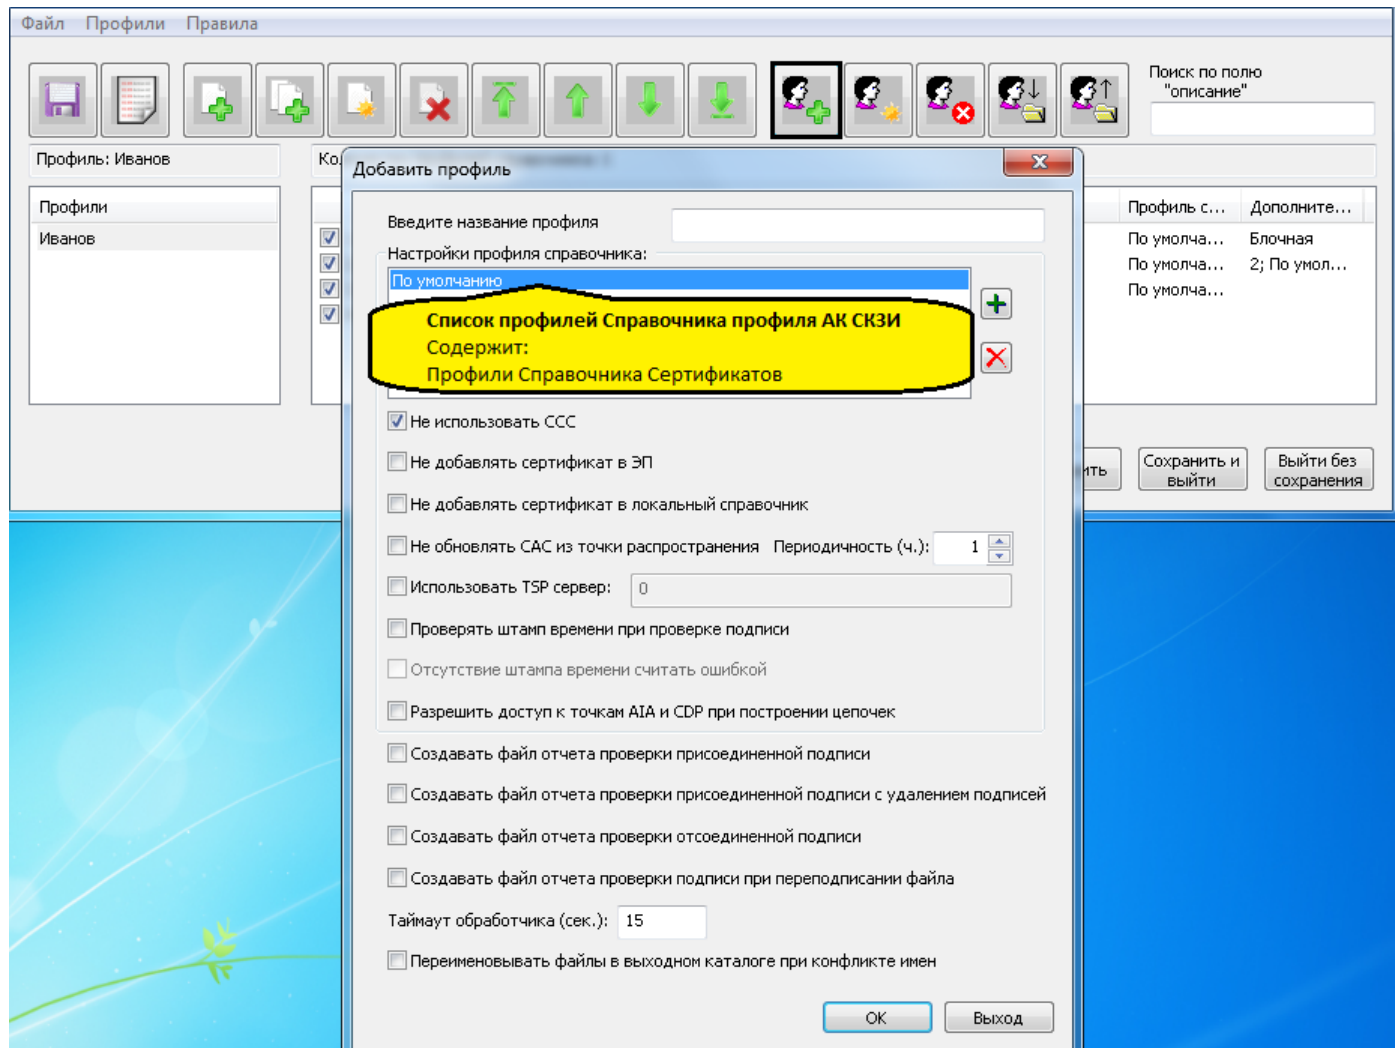 Файл Профили Правила
Поиск по полю
"описание"
Профиль: Иванов
Добавить профиль
Профили
Иванов
Профиль с... Дополните...
По умолча... Блочная
По умолча... 2; По умол...
По умолча...
Введите название профиля
Настройки профиля справочника:
По умолчанию
Список профилей Справочника профиля АК СКЗИ
Содержит:
Профили Справочника Сертификатов
Не использовать ССС
Не добавлять сертификат в ЭП
Не добавлять сертификат в локальный справочник
Не обновлять САС из точки распространения Периодичность (ч.): 1
Использовать TSP сервер: 0
Проверять штамп времени при проверке подписи
Отсутствие штампа времени считать ошибкой
Разрешить доступ к точкам AIA и CDP при построении цепочек
Создавать файл отчета проверки присоединенной подписи
Создавать файл отчета проверки присоединенной подписи с удалением подписей
Создавать файл отчета проверки отсоединенной подписи
Создавать файл отчета проверки подписи при переподписании файла
Таймаут обработчика (сек.): 15
Переименовывать файлы в выходном каталоге при конфликте имен
OK Выход
Сохранить и
выйти
Выйти без
сохранения